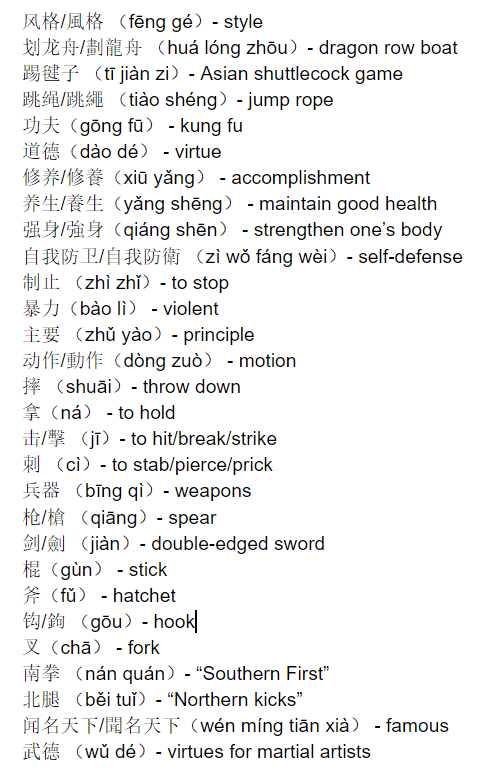 风格/風格 （fēng gé）- style
划龙舟/劃龍舟 （huá lóng zhōu）- dragon row boat
踢毽子 （tī jiàn zi）- Asian shuttlecock game
跳绳/跳繩 （tiào shéng）- jump rope
功夫（gōng fū） - kung fu
道德（dào dé） - virtue
修养/修養（xiū yǎng） - accomplishment
养生/養生（yǎng shēng） - maintain good health
强身/強身（qiáng shēn） - strengthen one's body
自我防卫/自我防衛 （zì wǒ fáng wèi）- self-defense
制止 （zhì zhǐ）- to stop
暴力（bào lì） - violent
主要 （zhǔ yào）- principle
动作/動作（dòng zuò） - motion
摔 （shuāi）- throw down
拿（ná） - to hold
击/擊 （jī）- to hit/break/strike
刺 （cì）- to stab/pierce/prick
兵器 （bīng qì）- weapons
枪/槍 （qiāng）- spear
剑/劍 （jiàn）- double-edged sword
棍（gùn） - stick
斧（fǔ） - hatchet
钩/鉤 （gōu）- hook
叉（chā） - fork
南拳 （nán quán）- “Southern First”
北腿 （běi tuǐ）- “Northern kicks”
闻名天下/聞名天下（wén míng tiān xià） - famous
武德（wǔ dé）- virtues for martial artists